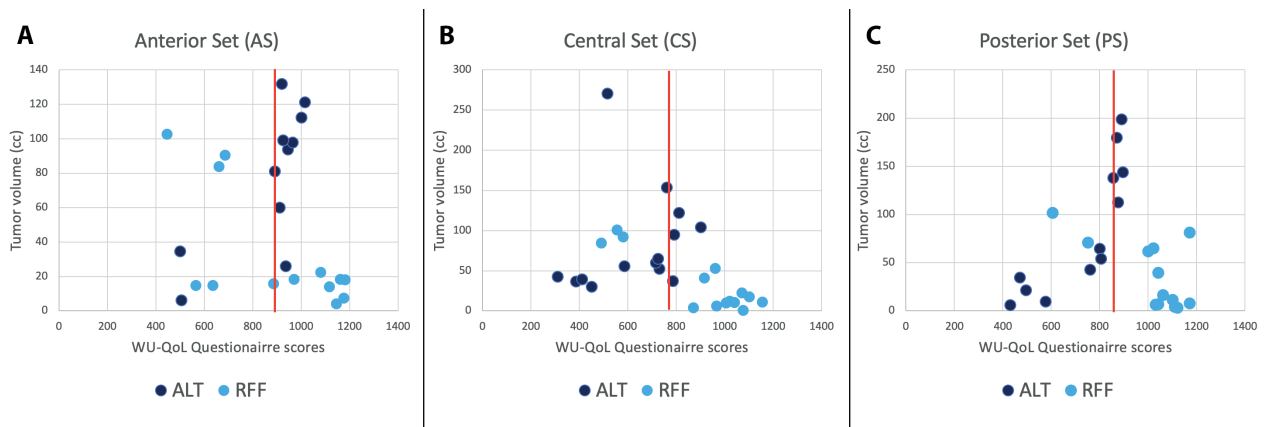 A
Anterior Set (AS)
Tumor volume (cc)
140
120
100
80
60
40
20
0
0 200 400 600 800 1000 1200 1400
WU-QoL Questionairre scores
ALT RFF
B
Central Set (CS)
Tumor volume (cc)
300
250
200
150
100
50
0
0 200 400 600 800 1000 1200 1400
WU-QoL Questionairre scores
ALT RFF
C
Posterior Set (PS)
Tumor volume (cc)
250
200
150
100
50
0
0 200 400 600 800 1000 1200 1400
WU-QoL Questionairre scores
ALT RFF